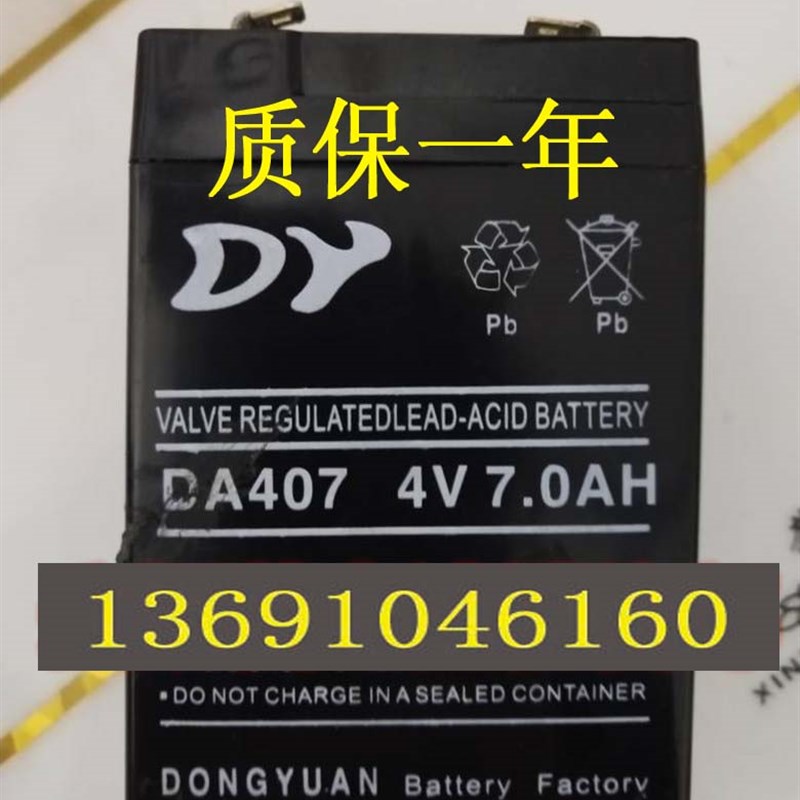 质保一年
DY
Pb Pb
VALVE REGULATEDLEAD-ACID BATTERY
DA407 4V 7.0AH
13691046160
▪DO NOT CHARGE IN A SEALED CONTAINER
DONGYUAN Battery Factory
XIN